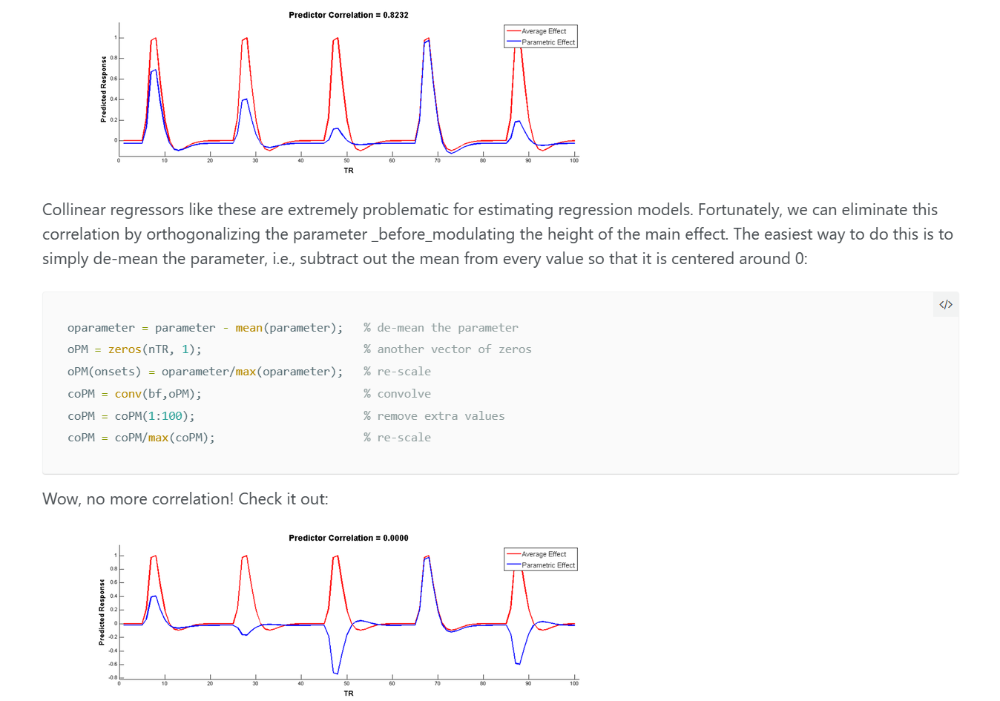 Predictor Correlation = 0.8232
Average Effect
Parametric Effect
Predicted Response
1
0.8
0.6
0.4
0.2
0
0 10 20 30 40 50 60 70 80 90 100
TR
Collinear regressors like these are extremely problematic for estimating regression models. Fortunately, we can eliminate this
correlation by orthogonalizing the parameter _before_modulating the height of the main effect. The easiest way to do this is to
simply de-mean the parameter, i.e., subtract out the mean from every value so that it is centered around 0:
</>
oparameter = parameter - mean(parameter);   % de-mean the parameter
oPM = zeros(nTR, 1);                        % another vector of zeros
oPM(onsets) = oparameter/max(oparameter);   % re-scale
coPM = conv(bf,oPM);                        % convolve
coPM = coPM(1:100);                         % remove extra values
coPM = coPM/max(coPM);                      % re-scale
Wow, no more correlation! Check it out:
Predictor Correlation = 0.0000
Average Effect
Parametric Effect
Predicted Response
1
0.8
0.6
0.4
0.2
0
-0.2
-0.4
-0.6
-0.8
0 10 20 30 40 50 60 70 80 90 100
TR